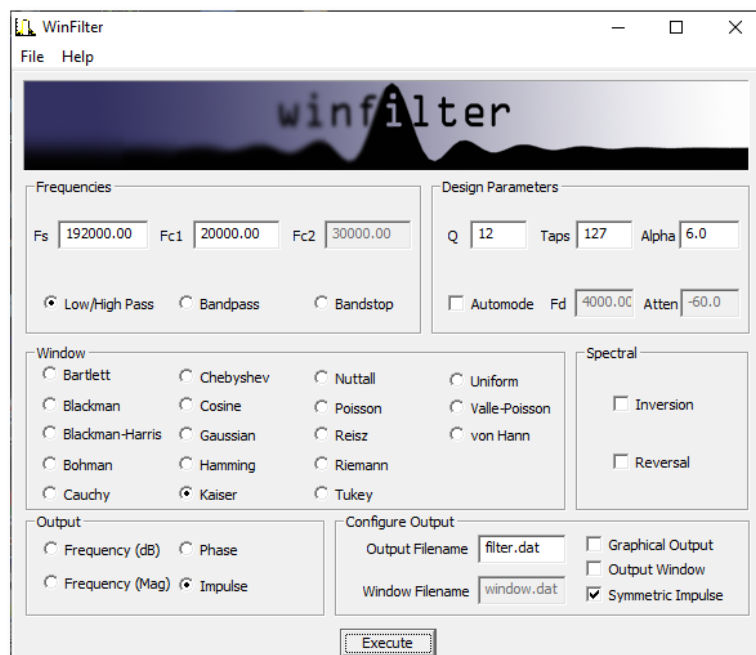 WinFilter
File Help
winfilter
Frequencies
Fs 192000.00 Fc1 20000.00 Fc2 30000.00
Low/High Pass Bandpass Bandstop
Design Parameters
Q 12 Taps 127 Alpha 6.0
Automode Fd 4000.00 Atten -60.0
Window
Bartlett Chebyshev Nuttall Uniform
Blackman Cosine Poisson Valle-Poisson
Blackman-Harris Gaussian Reisz von Hann
Bohman Hamming Riemann
Cauchy Kaiser Tukey
Spectral
Inversion
Reversal
Output
Frequency (dB) Phase
Frequency (Mag) Impulse
Configure Output
Output Filename filter.dat Graphical Output
Output Window
Window Filename window.dat Symmetric Impulse
Execute